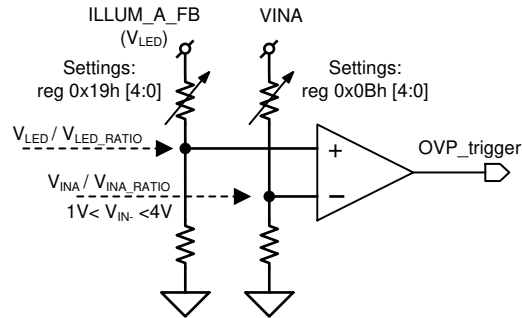 ILLUM_A_FB
(VLED)
VINA
Settings:
reg 0x19h [4:0]
Settings:
reg 0x0Bh [4:0]
VLED / VLED_RATIO
+
OVP_trigger
VINA / VINA_RATIO
1V< VIN- <4V
−